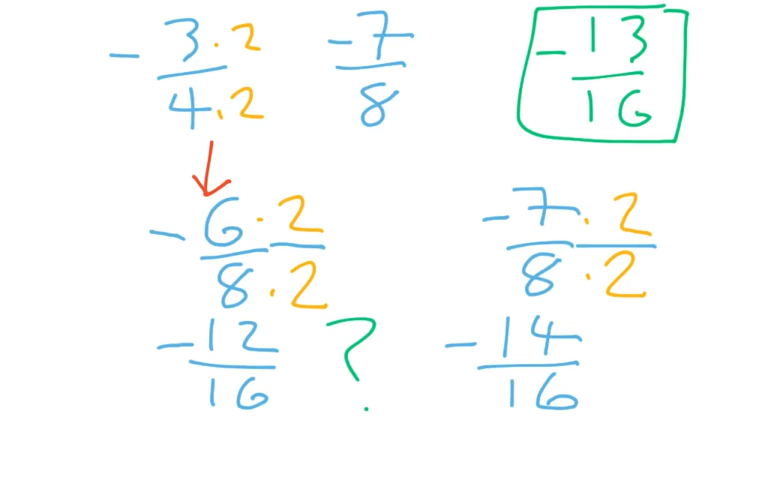 - 3 · 2 / 4 · 2   - 7 / 8   - 13 / 16
- 6 · 2 / 8 · 2   - 7 · 2 / 8 · 2
- 12 / 16 ? - 14 / 16